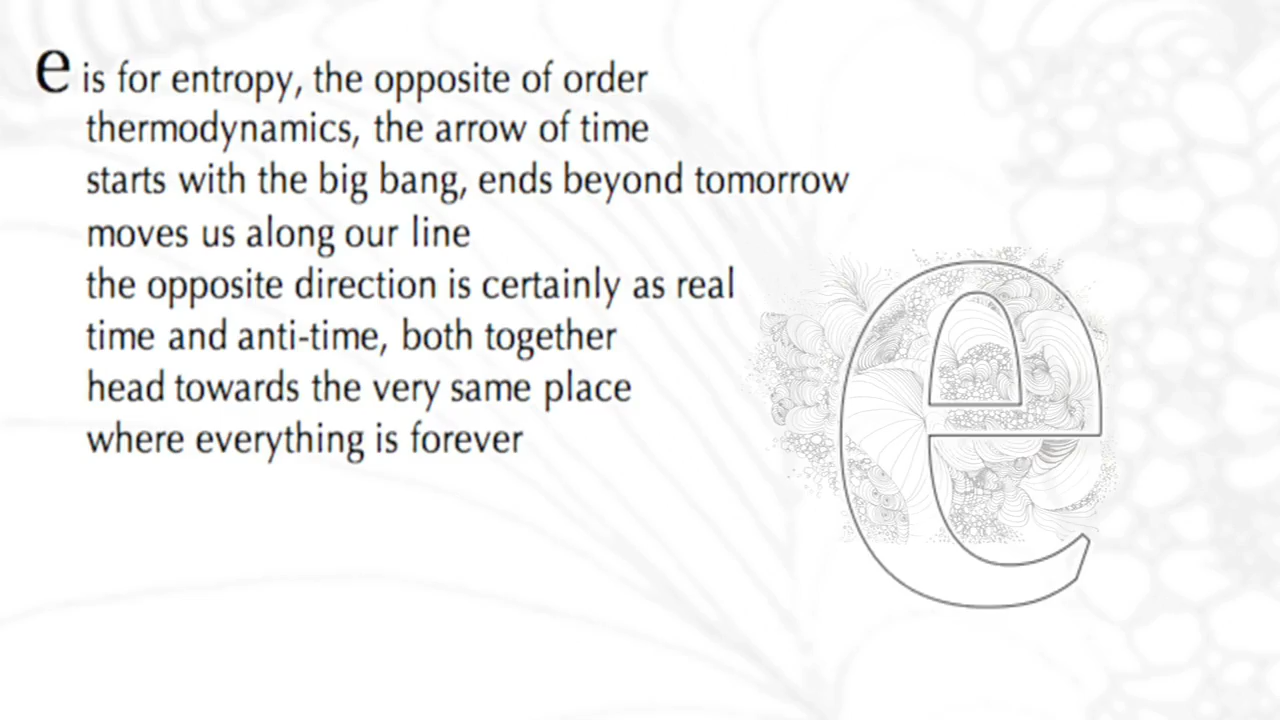 e is for entropy, the opposite of order
thermodynamics, the arrow of time
starts with the big bang, ends beyond tomorrow
moves us along our line
the opposite direction is certainly as real
time and anti-time, both together
head towards the very same place
where everything is forever
e